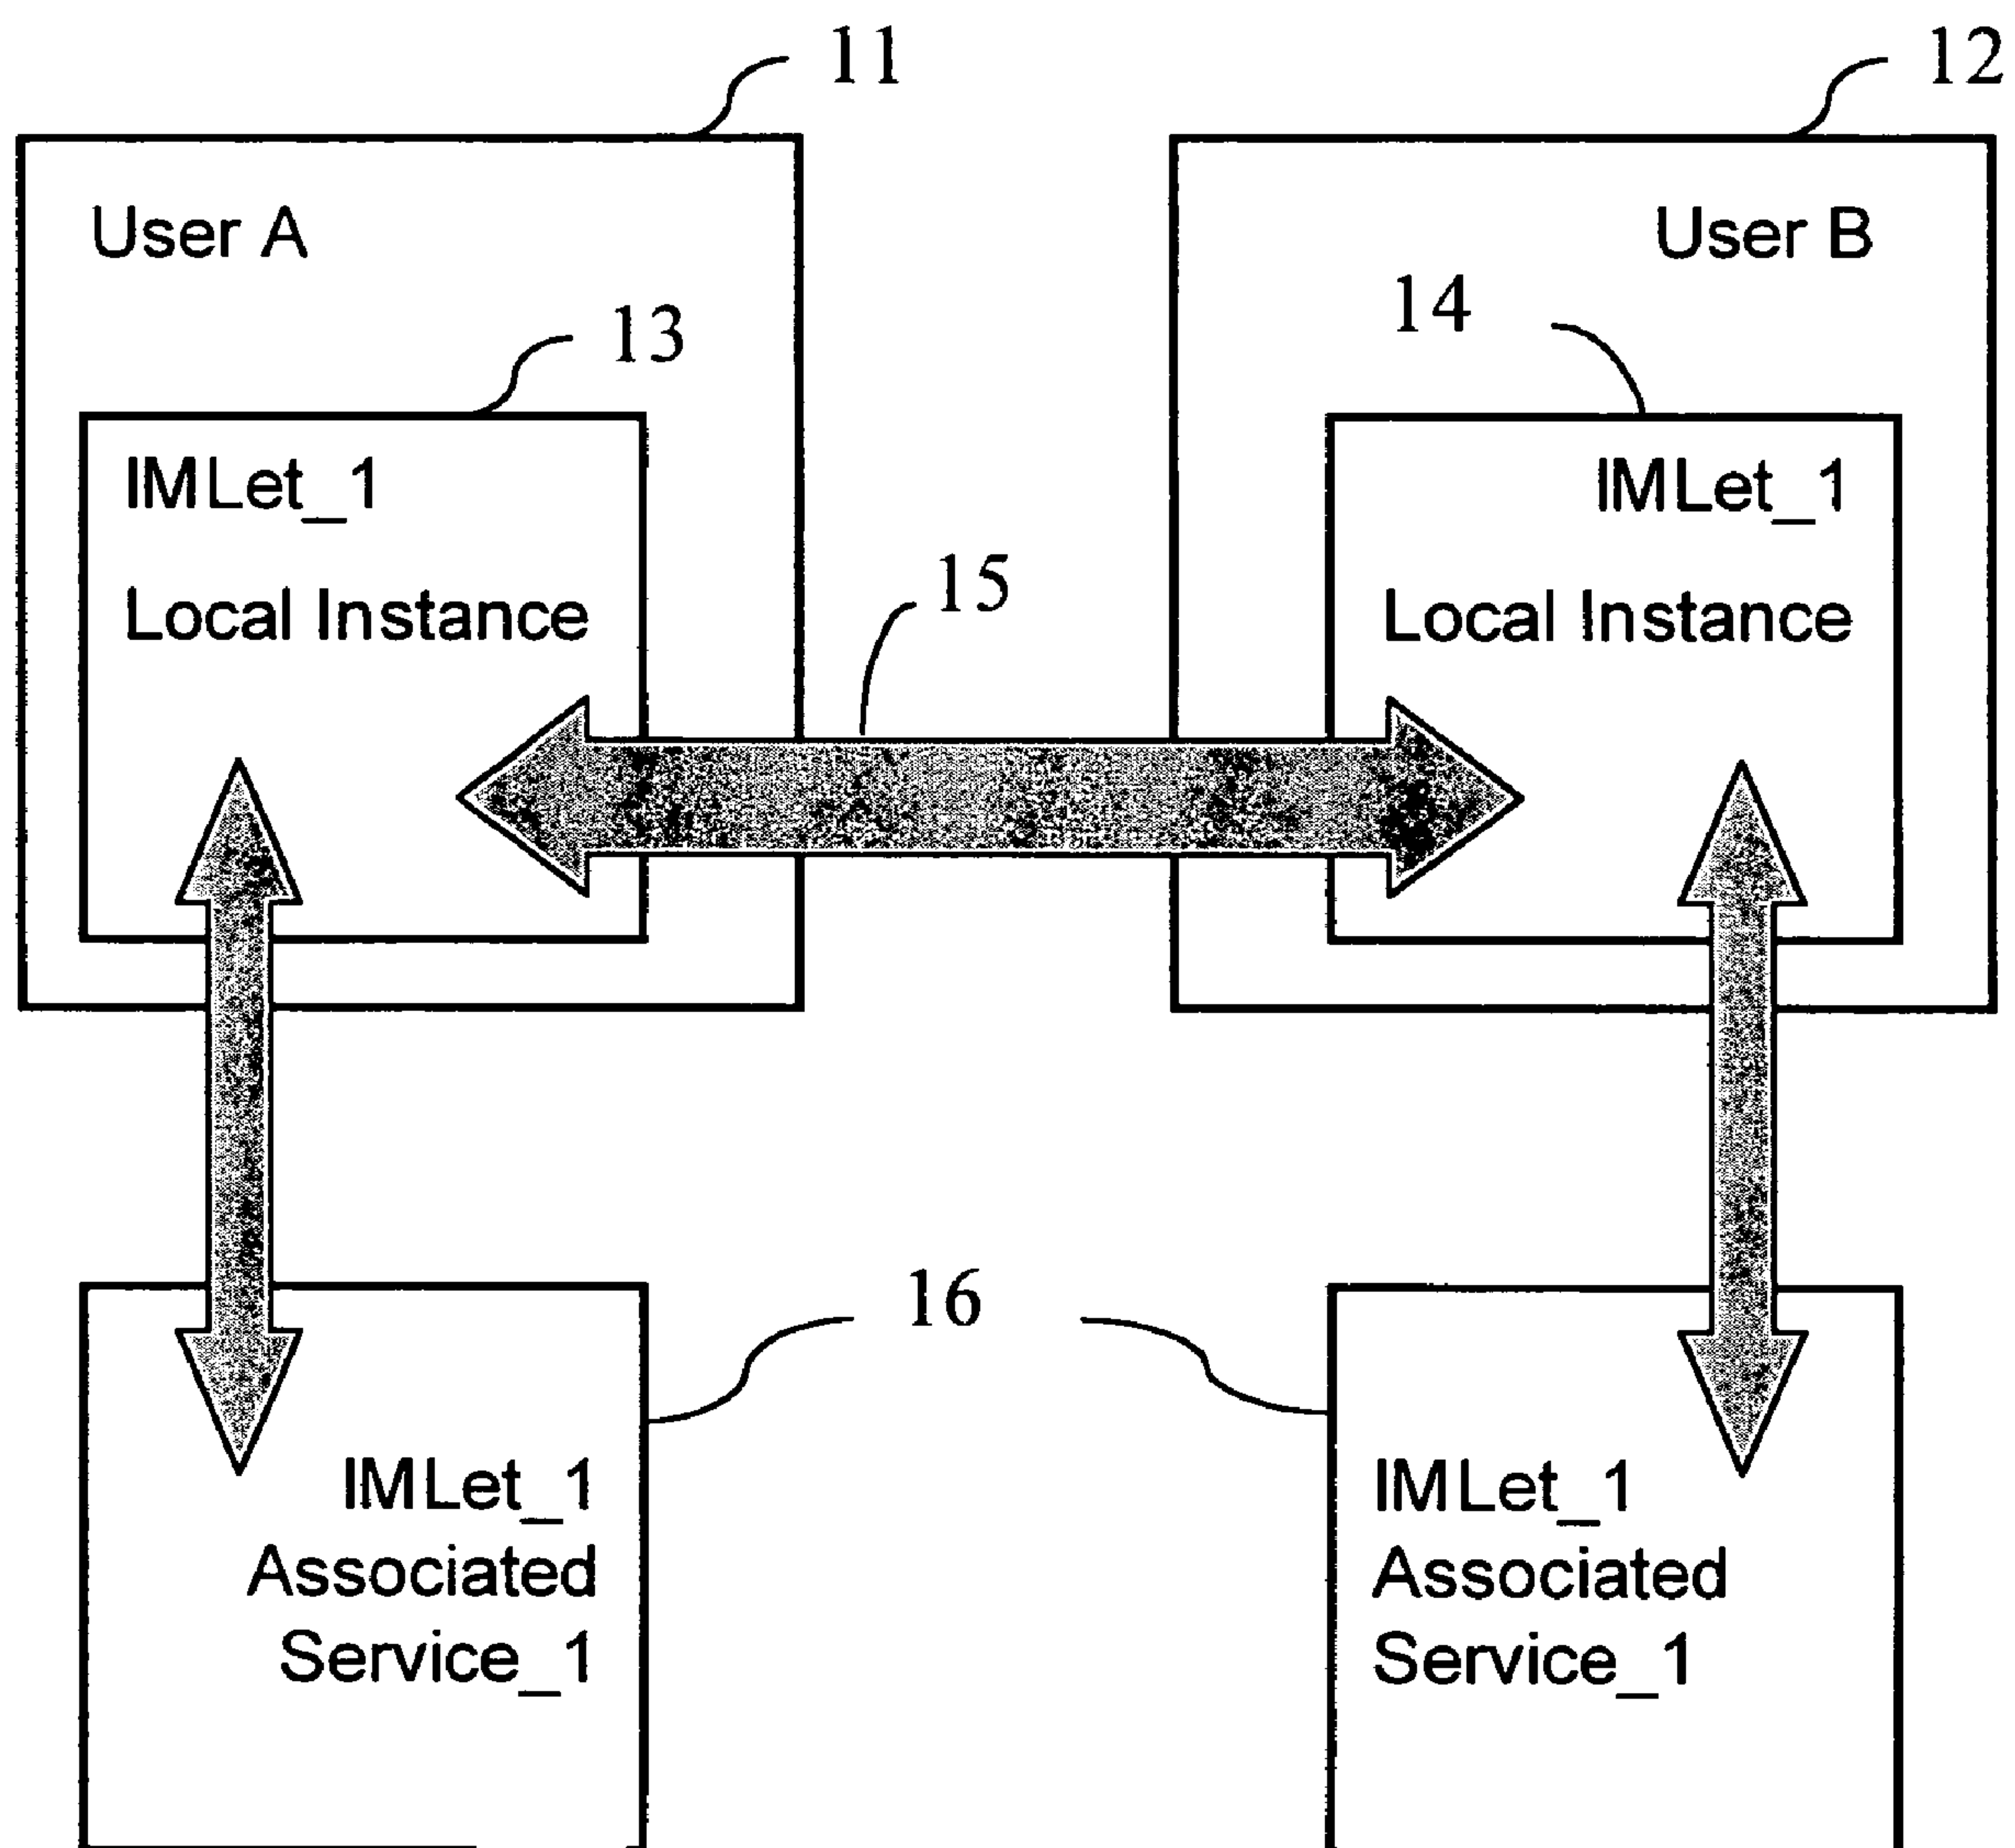 11
12
User A
User B
13
14
IMLet_1
Local Instance
IMLet_1
Local Instance
15
16
IMLet_1
Associated
Service_1
IMLet_1
Associated
Service_1